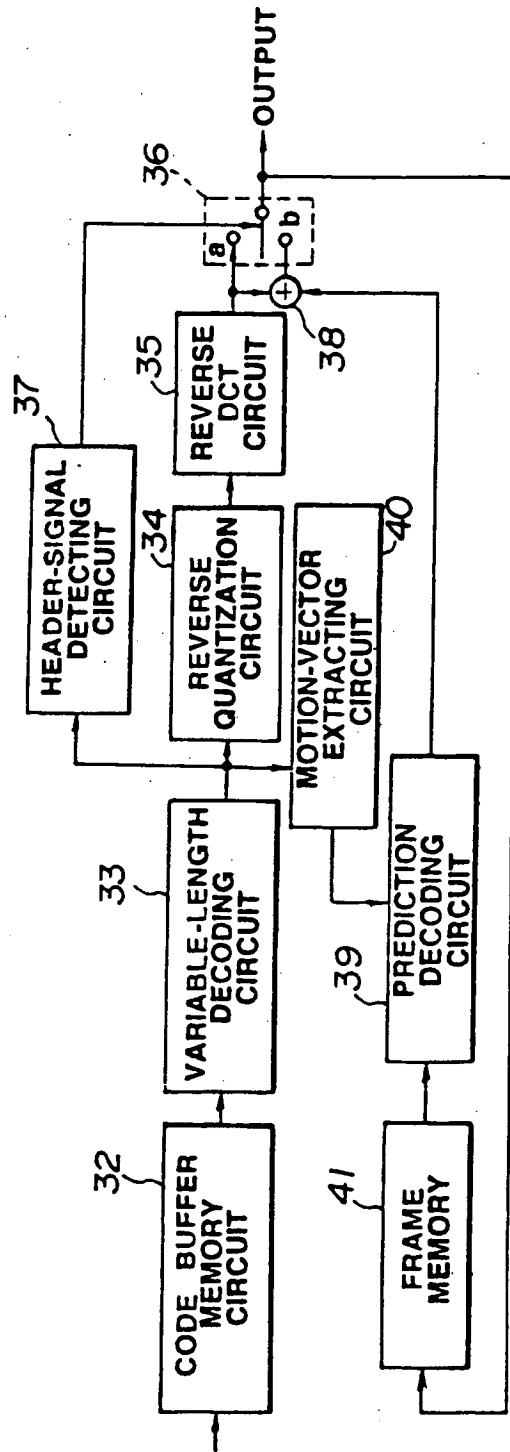 32
CODE BUFFER
MEMORY
CIRCUIT
33
VARIABLE-LENGTH
DECODING
CIRCUIT
37
HEADER-SIGNAL
DETECTING
CIRCUIT
34
REVERSE
QUANTIZATION
CIRCUIT
35
REVERSE
DCT
CIRCUIT
36
a
b
OUTPUT
+
38
40
MOTION-VECTOR
EXTRACTING
CIRCUIT
39
PREDICTION
DECODING
CIRCUIT
41
FRAME
MEMORY